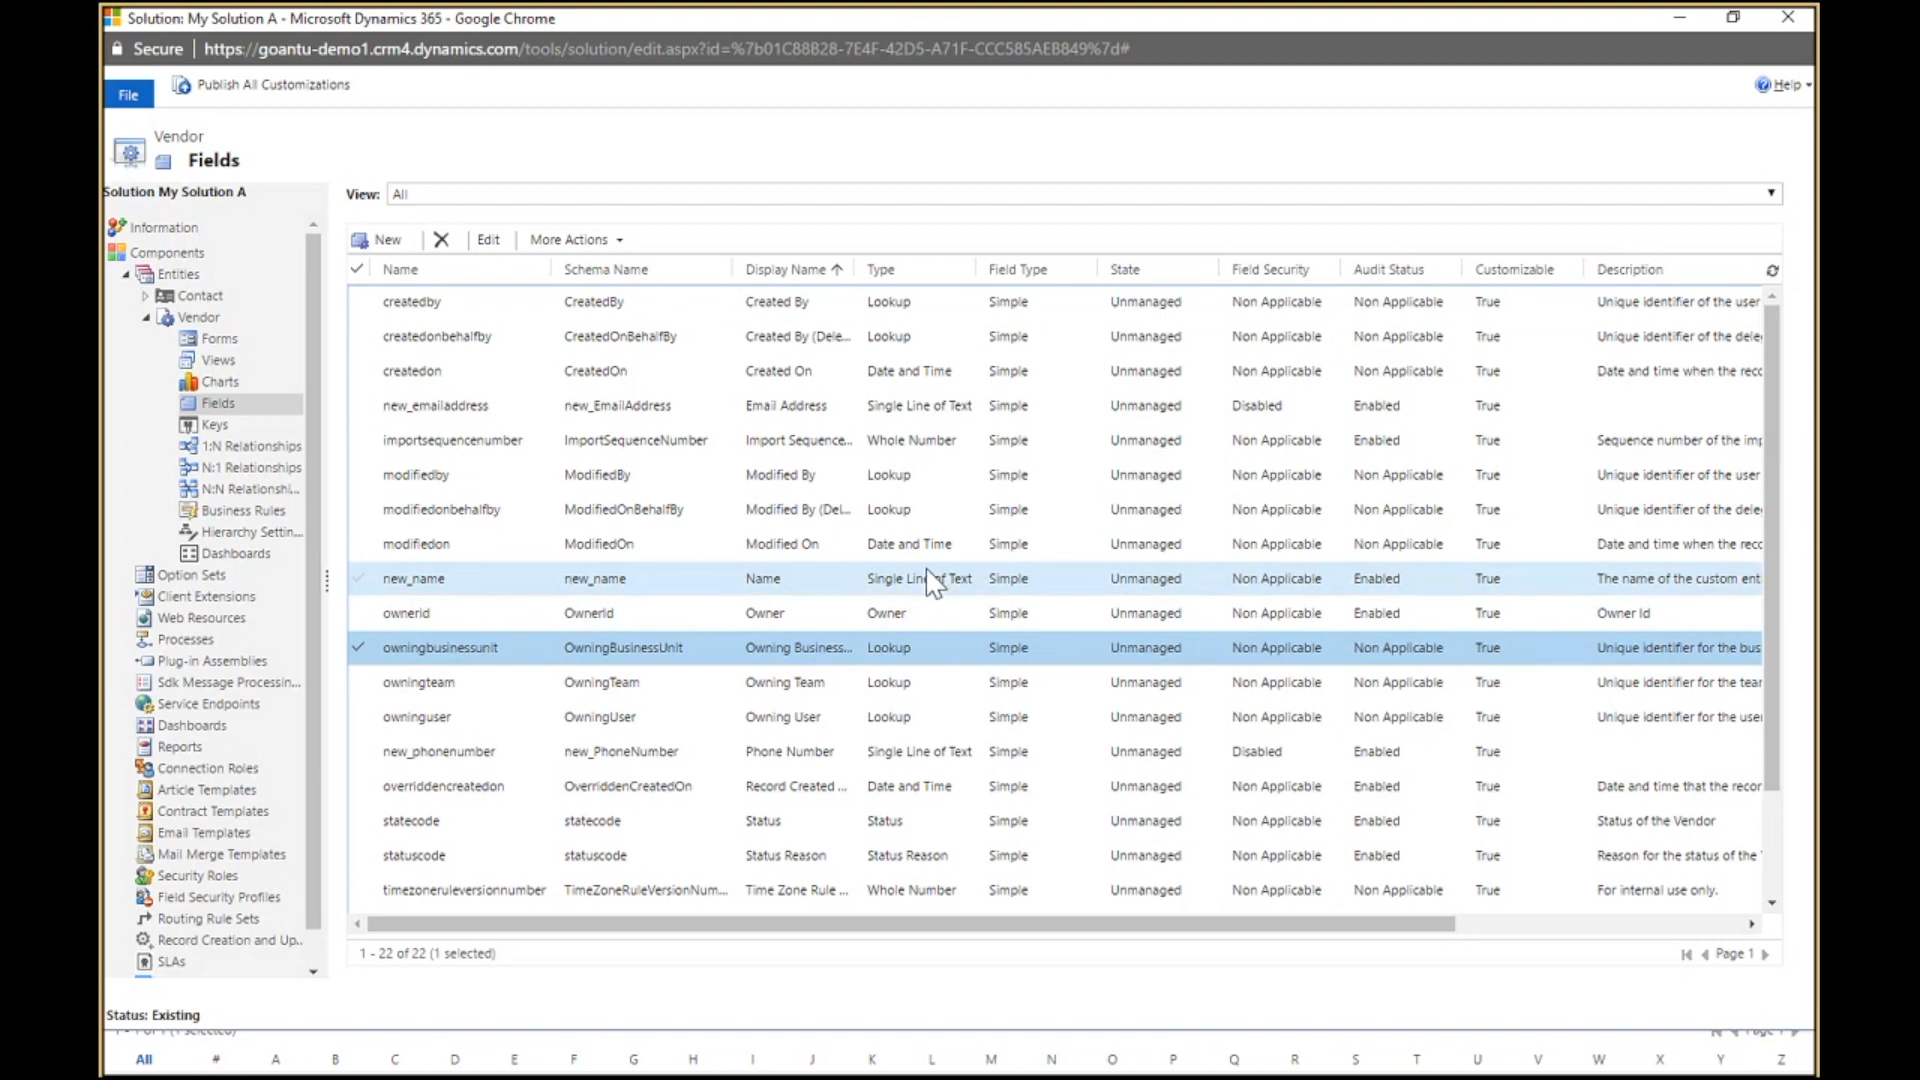 Solution: My Solution A - Microsoft Dynamics 365 - Google Chrome
Secure https://goantu-demo1.crm4.dynamics.com/tools/solution/edit.aspx?id=%7b01C88B28-7E4F-42D5-A71F-CCC585AEB849%7d#
File Publish All Customizations Help
Vendor
Fields
Solution My Solution A
Information
Components
Entities
Contact
Vendor
Forms
Views
Charts
Fields
Keys
1:N Relationships
N:1 Relationships
N:N Relationshi...
Business Rules
Hierarchy Settin...
Dashboards
Option Sets
Client Extensions
Web Resources
Processes
Plug-in Assemblies
Sdk Message Processin...
Service Endpoints
Dashboards
Reports
Connection Roles
Article Templates
Contract Templates
Email Templates
Mail Merge Templates
Security Roles
Field Security Profiles
Routing Rule Sets
Record Creation and Up..
SLAs
View: All
New Edit More Actions
Name Schema Name Display Name Type Field Type State Field Security Audit Status Customizable Description
createdby CreatedBy Created By Lookup Simple Unmanaged Non Applicable Non Applicable True Unique identifier of the user
createdonbehalfby CreatedOnBehalfBy Created By (Dele... Lookup Simple Unmanaged Non Applicable Non Applicable True Unique identifier of the dele
createdon CreatedOn Created On Date and Time Simple Unmanaged Non Applicable Non Applicable True Date and time when the recc
new_emailaddress new_EmailAddress Email Address Single Line of Text Simple Unmanaged Disabled Enabled True
importsequencenumber ImportSequenceNumber Import Sequence... Whole Number Simple Unmanaged Non Applicable Enabled True Sequence number of the imp
modifiedby ModifiedBy Modified By Lookup Simple Unmanaged Non Applicable Non Applicable True Unique identifier of the user
modifiedonbehalfby ModifiedOnBehalfBy Modified By (Del... Lookup Simple Unmanaged Non Applicable Non Applicable True Unique identifier of the dele
modifiedon ModifiedOn Modified On Date and Time Simple Unmanaged Non Applicable Non Applicable True Date and time when the recc
new_name new_name Name Single Line of Text Simple Unmanaged Non Applicable Enabled True The name of the custom ent
ownerid OwnerId Owner Owner Simple Unmanaged Non Applicable Enabled True Owner Id
owningbusinessunit OwningBusinessUnit Owning Business... Lookup Simple Unmanaged Non Applicable Non Applicable True Unique identifier for the bus
owningteam OwningTeam Owning Team Lookup Simple Unmanaged Non Applicable Non Applicable True Unique identifier for the tear
owninguser OwningUser Owning User Lookup Simple Unmanaged Non Applicable Non Applicable True Unique identifier for the use
new_phonenumber new_PhoneNumber Phone Number Single Line of Text Simple Unmanaged Disabled Enabled True
overriddencreatedon OverriddenCreatedOn Record Created ... Date and Time Simple Unmanaged Non Applicable Non Applicable True Date and time that the recor
statecode statecode Status Status Simple Unmanaged Non Applicable Enabled True Status of the Vendor
statuscode statuscode Status Reason Status Reason Simple Unmanaged Non Applicable Enabled True Reason for the status of the
timezoneruleversionnumber TimeZoneRuleVersionNum... Time Zone Rule ... Whole Number Simple Unmanaged Non Applicable Non Applicable True For internal use only.
1 - 22 of 22 (1 selected) Page 1
Status: Existing
All # A B C D E F G H I J K L M N O P Q R S T U V W X Y Z